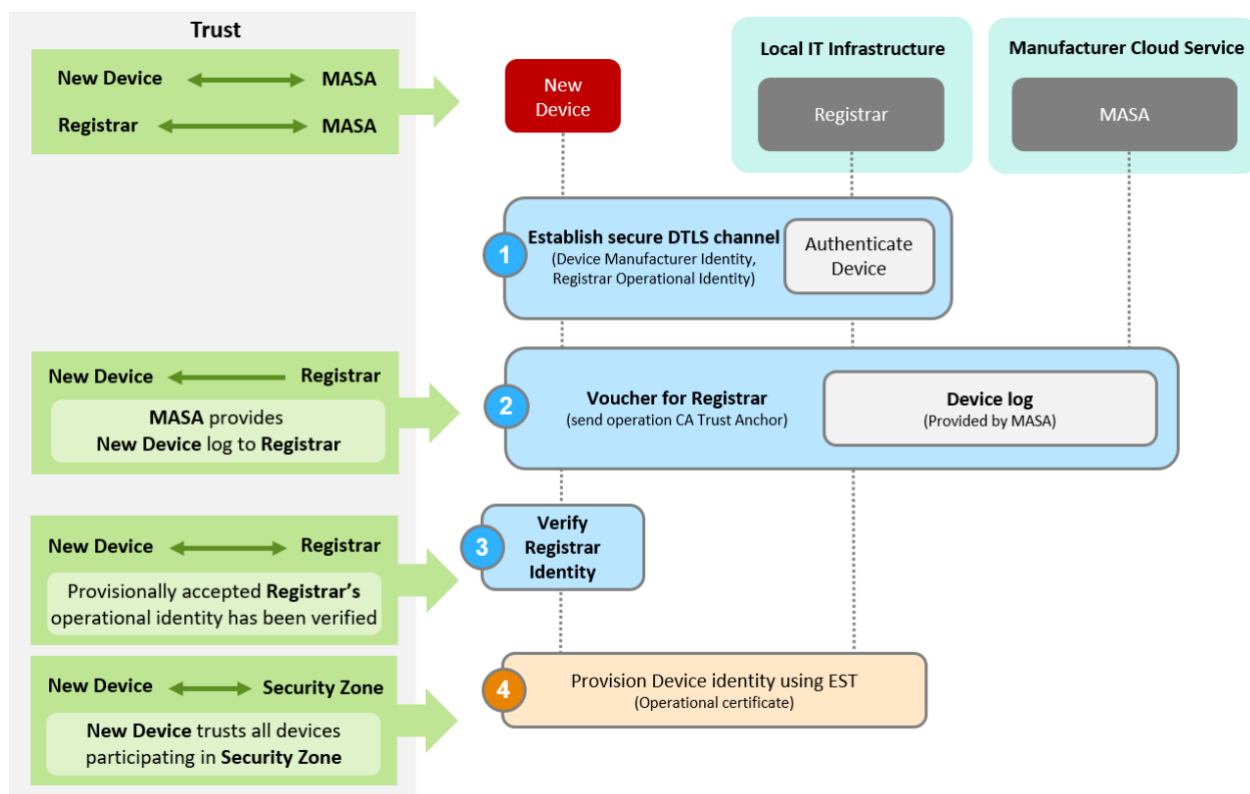 Trust
New Device MASA
Registrar MASA
New
Device
Local IT Infrastructure
Registrar
Manufacturer Cloud Service
MASA
1
Establish secure DTLS channel
(Device Manufacturer Identity,
Registrar Operational Identity)
Authenticate
Device
New Device Registrar
MASA provides
New Device log to Registrar
2
Voucher for Registrar
(send operation CA Trust Anchor)
Device log
(Provided by MASA)
New Device Registrar
Provisionally accepted Registrar’s
operational identity has been verified
3
Verify
Registrar
Identity
New Device Security Zone
New Device trusts all devices
participating in Security Zone
4
Provision Device identity using EST
(Operational certificate)